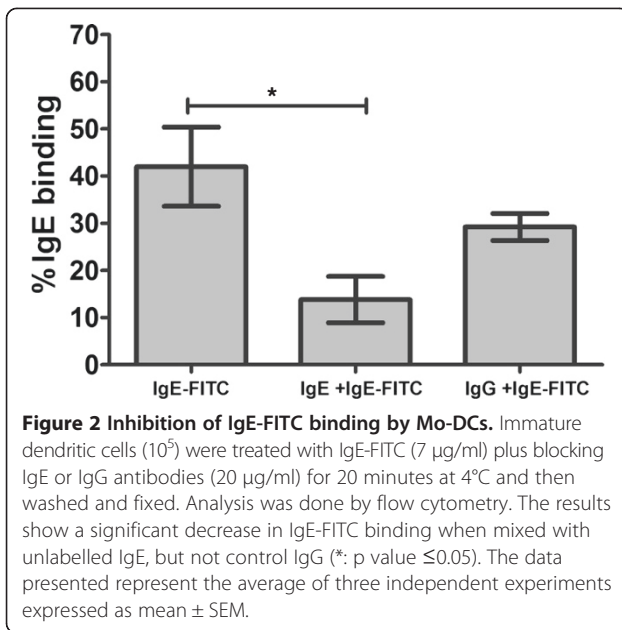 70
60
50
40
30
20
10
0
% IgE binding
*
IgE-FITC IgE +IgE-FITC IgG +IgE-FITC
Figure 2 Inhibition of IgE-FITC binding by Mo-DCs. Immature
dendritic cells (10⁵) were treated with IgE-FITC (7 μg/ml) plus blocking
IgE or IgG antibodies (20 μg/ml) for 20 minutes at 4°C and then
washed and fixed. Analysis was done by flow cytometry. The results
show a significant decrease in IgE-FITC binding when mixed with
unlabelled IgE, but not control IgG (*: p value ≤0.05). The data
presented represent the average of three independent experiments
expressed as mean ± SEM.